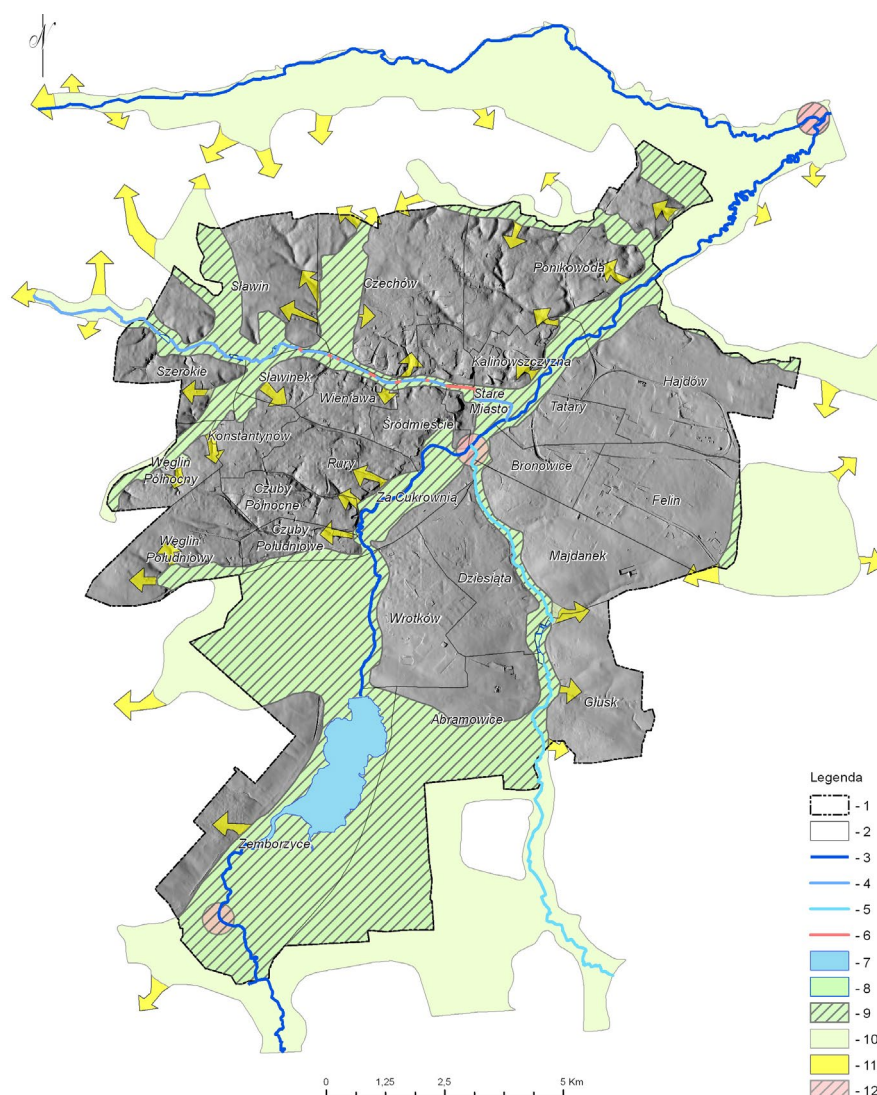 N
Ponikowoda
Sławin
Czechów
Kalinowszczyzna
Hajdów
Szerokie
Sławinek
Wieniawa
Stare
Miasto
Tatary
Śródmieście
Konstantynów
Węglin
Północny
Rury
Bronowice
Felin
Czuby
Północne
Za Cukrownią
Węglin
Południowy
Czuby
Południowe
Majdanek
Dziesiąta
Wrotków
Głusk
Abramowice
Zemborzyce
Legenda
- 1
- 2
- 3
- 4
- 5
- 6
- 7
- 8
- 9
- 10
- 11
- 12
0 1,25 2,5 5 Km